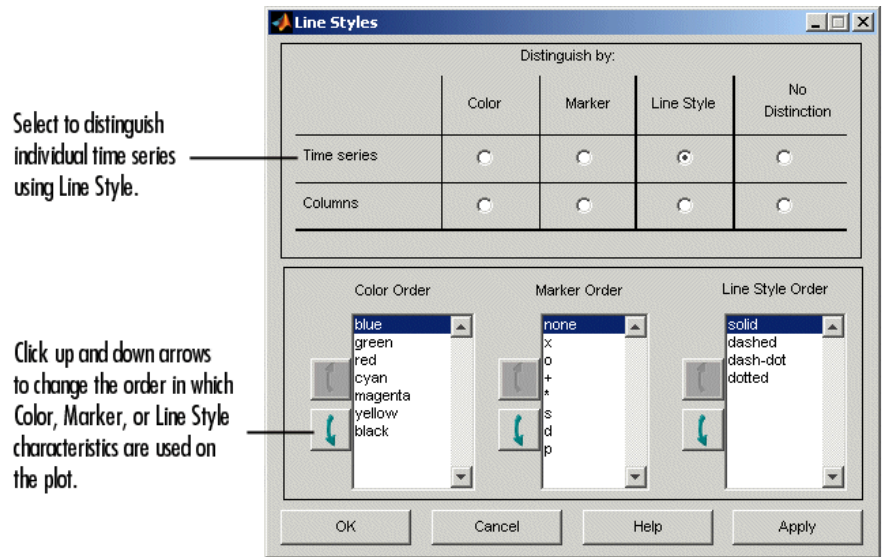 Line Styles
Distinguish by:
Color Marker Line Style No Distinction
Time series
Columns
Select to distinguish
individual time series
using Line Style.
Color Order
blue
green
red
cyan
magenta
yellow
black
Marker Order
none
x
o
+
*
s
d
p
Line Style Order
solid
dashed
dash-dot
dotted
Click up and down arrows
to change the order in which
Color, Marker, or Line Style
characteristics are used on
the plot.
OK Cancel Help Apply